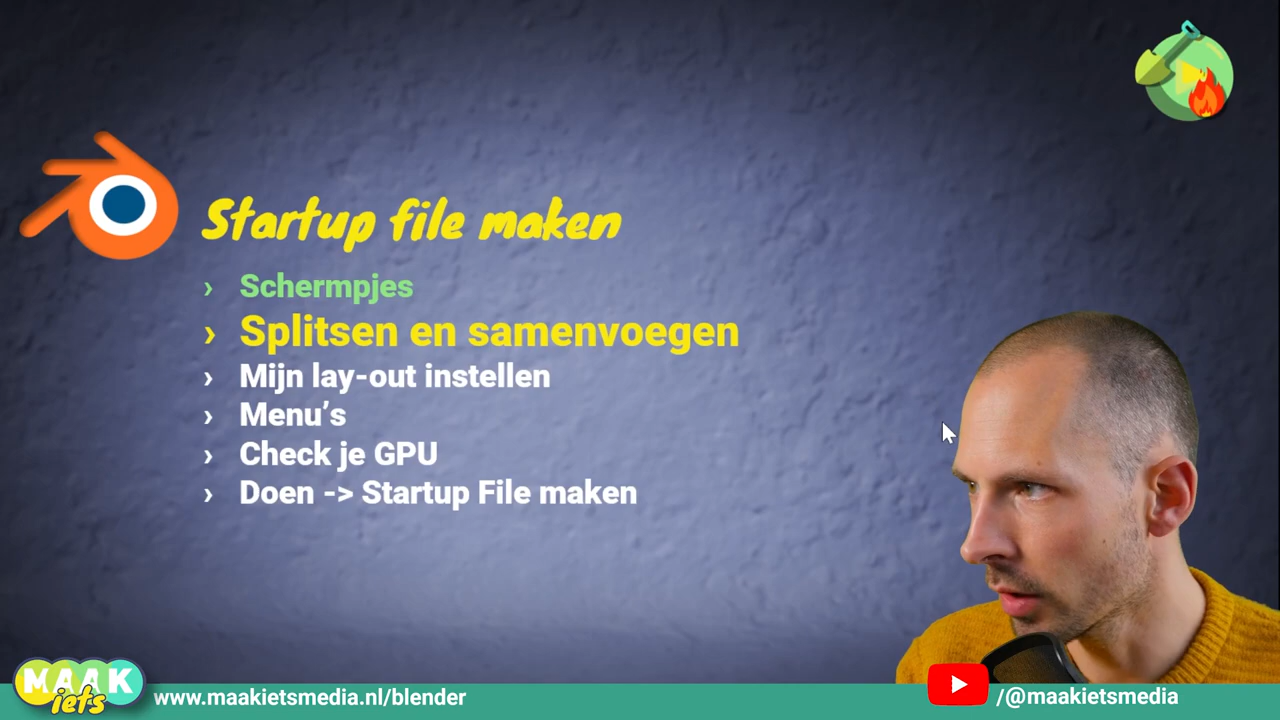 Startup file maken
› Schermpjes
› Splitsen en samenvoegen
› Mijn lay-out instellen
› Menu’s
› Check je GPU
› Doen -> Startup File maken
MAAK
iets
www.maakietsmedia.nl/blender
/@maakietsmedia